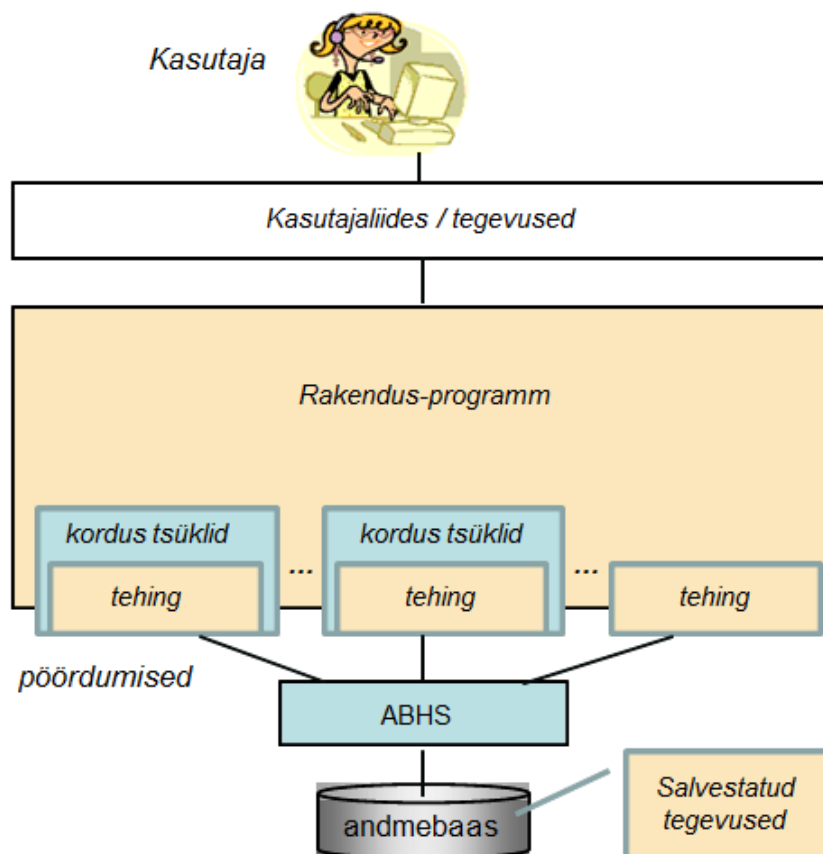 Kasutaja
Kasutajaliides / tegevused
Rakendus-programm
kordus tsüklid
kordus tsüklid
...
...
tehing
tehing
tehing
pöördumised
ABHS
andmebaas
Salvestatud
tegevused